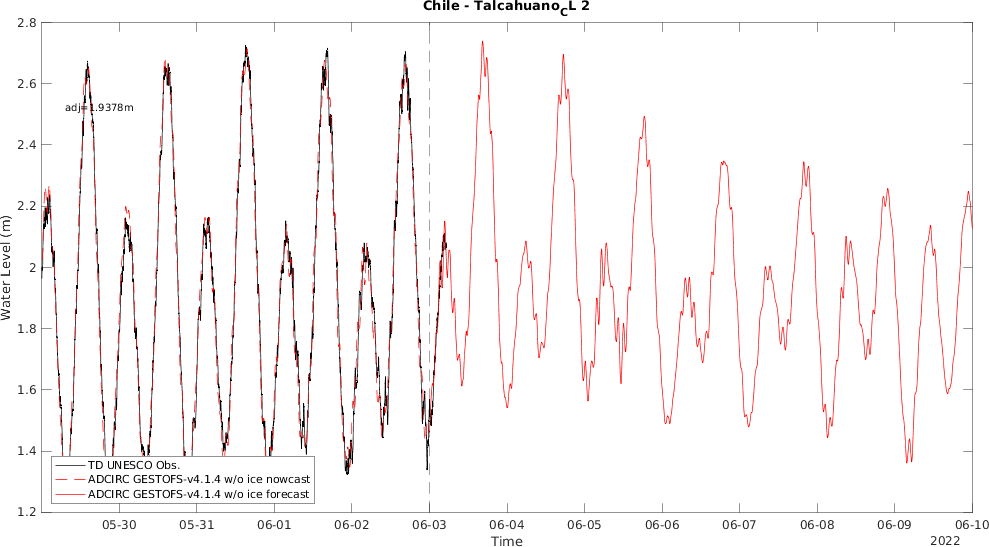 Chile - Talcahuano_CL 2
2.8
2.6
adj=1.9378m
2.4
2.2
Water Level (m)
2
1.8
1.6
1.4
TD UNESCO Obs.
ADCIRC GESTOFS-v4.1.4 w/o ice nowcast
ADCIRC GESTOFS-v4.1.4 w/o ice forecast
1.2
05-30 05-31 06-01 06-02 06-03 06-04 06-05 06-06 06-07 06-08 06-09 06-10
Time
2022